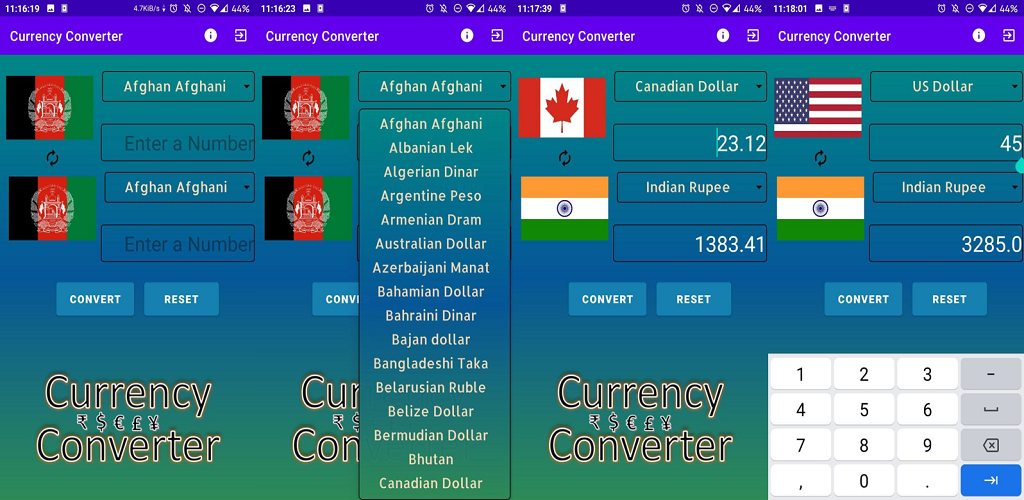 11:16:19 4.7KiB/s 44%
Currency Converter
Afghan Afghani
Enter a Number
Afghan Afghani
Enter a Number
CONVERT RESET
Currency
₹ $ € £ ¥
Converter
11:16:23 44%
Currency Converter
Afghan Afghani
Afghan Afghani
Albanian Lek
Algerian Dinar
Argentine Peso
Armenian Dram
Australian Dollar
Azerbaijani Manat
Bahamian Dollar
Bahraini Dinar
Bajan dollar
Bangladeshi Taka
Belarusian Ruble
Belize Dollar
Bermudian Dollar
Bhutan
Canadian Dollar
CONV
Cur
₹
Con
11:17:39 44%
Currency Converter
Canadian Dollar
23.12
Indian Rupee
1383.41
CONVERT RESET
Currency
₹ $ € £ ¥
Converter
11:18:01 44%
Currency Converter
US Dollar
45
Indian Rupee
3285.0
CONVERT RESET
1 2 3 -
4 5 6
7 8 9
, 0 .